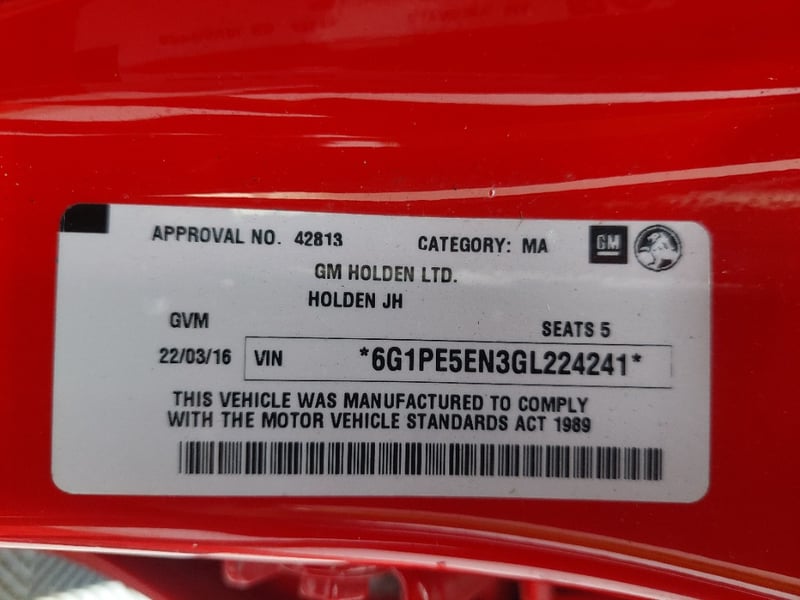 APPROVAL NO. 42813 CATEGORY: MA GM
GM HOLDEN LTD.
HOLDEN JH
GVM SEATS 5
22/03/16 VIN *6G1PE5EN3GL224241*
THIS VEHICLE WAS MANUFACTURED TO COMPLY
WITH THE MOTOR VEHICLE STANDARDS ACT 1989